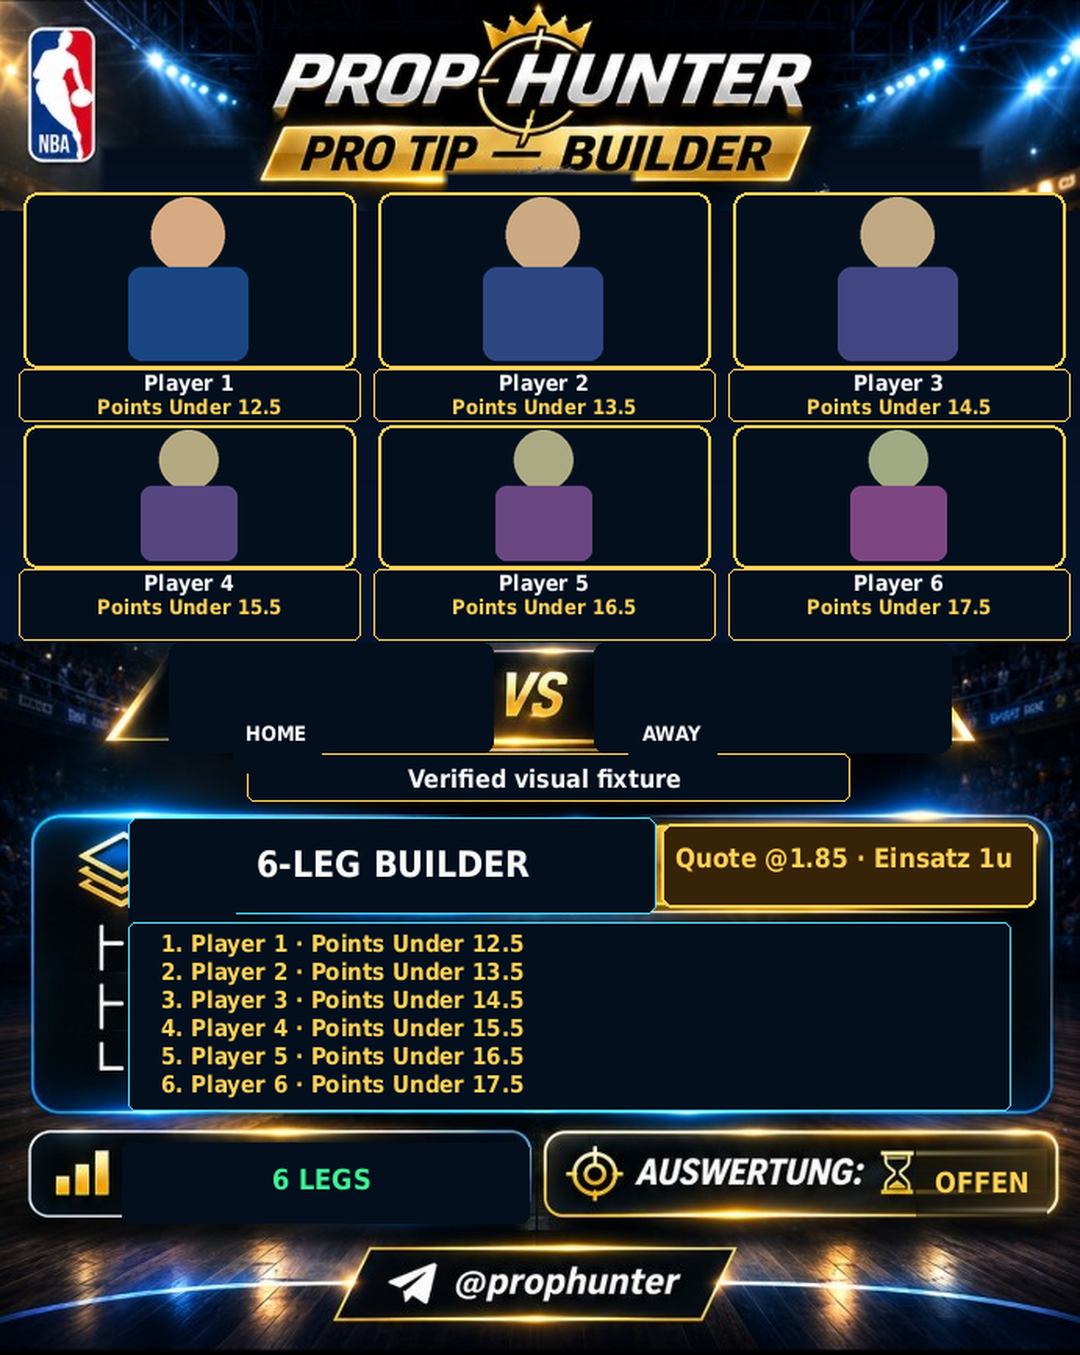 NBA
PROP HUNTER
PRO TIP — BUILDER
Player 1
Points Under 12.5
Player 2
Points Under 13.5
Player 3
Points Under 14.5
Player 4
Points Under 15.5
Player 5
Points Under 16.5
Player 6
Points Under 17.5
HOME
VS
AWAY
Verified visual fixture
6-LEG BUILDER
Quote @1.85 · Einsatz 1u
1. Player 1 · Points Under 12.5
2. Player 2 · Points Under 13.5
3. Player 3 · Points Under 14.5
4. Player 4 · Points Under 15.5
5. Player 5 · Points Under 16.5
6. Player 6 · Points Under 17.5
6 LEGS
AUSWERTUNG:
OFFEN
@prophunter